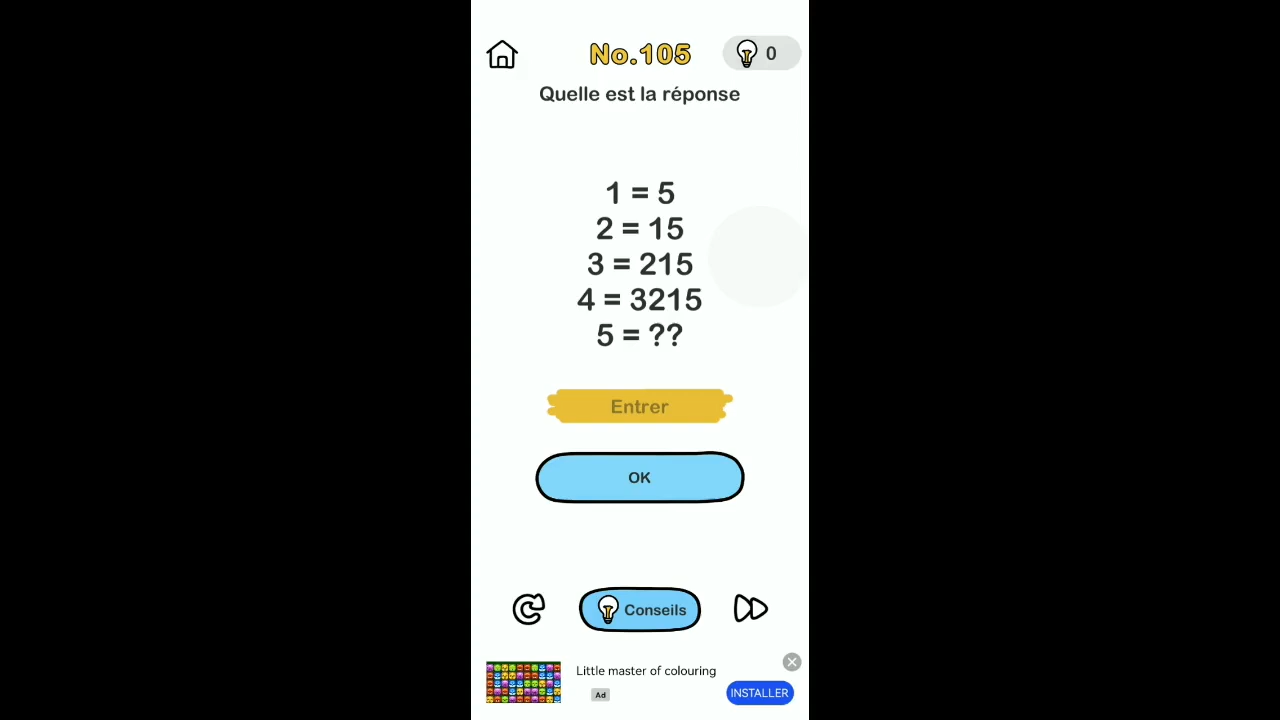 No.105
0
Quelle est la réponse
1 = 5
2 = 15
3 = 215
4 = 3215
5 = ??
Entrer
OK
Conseils
Little master of colouring
Ad
INSTALLER